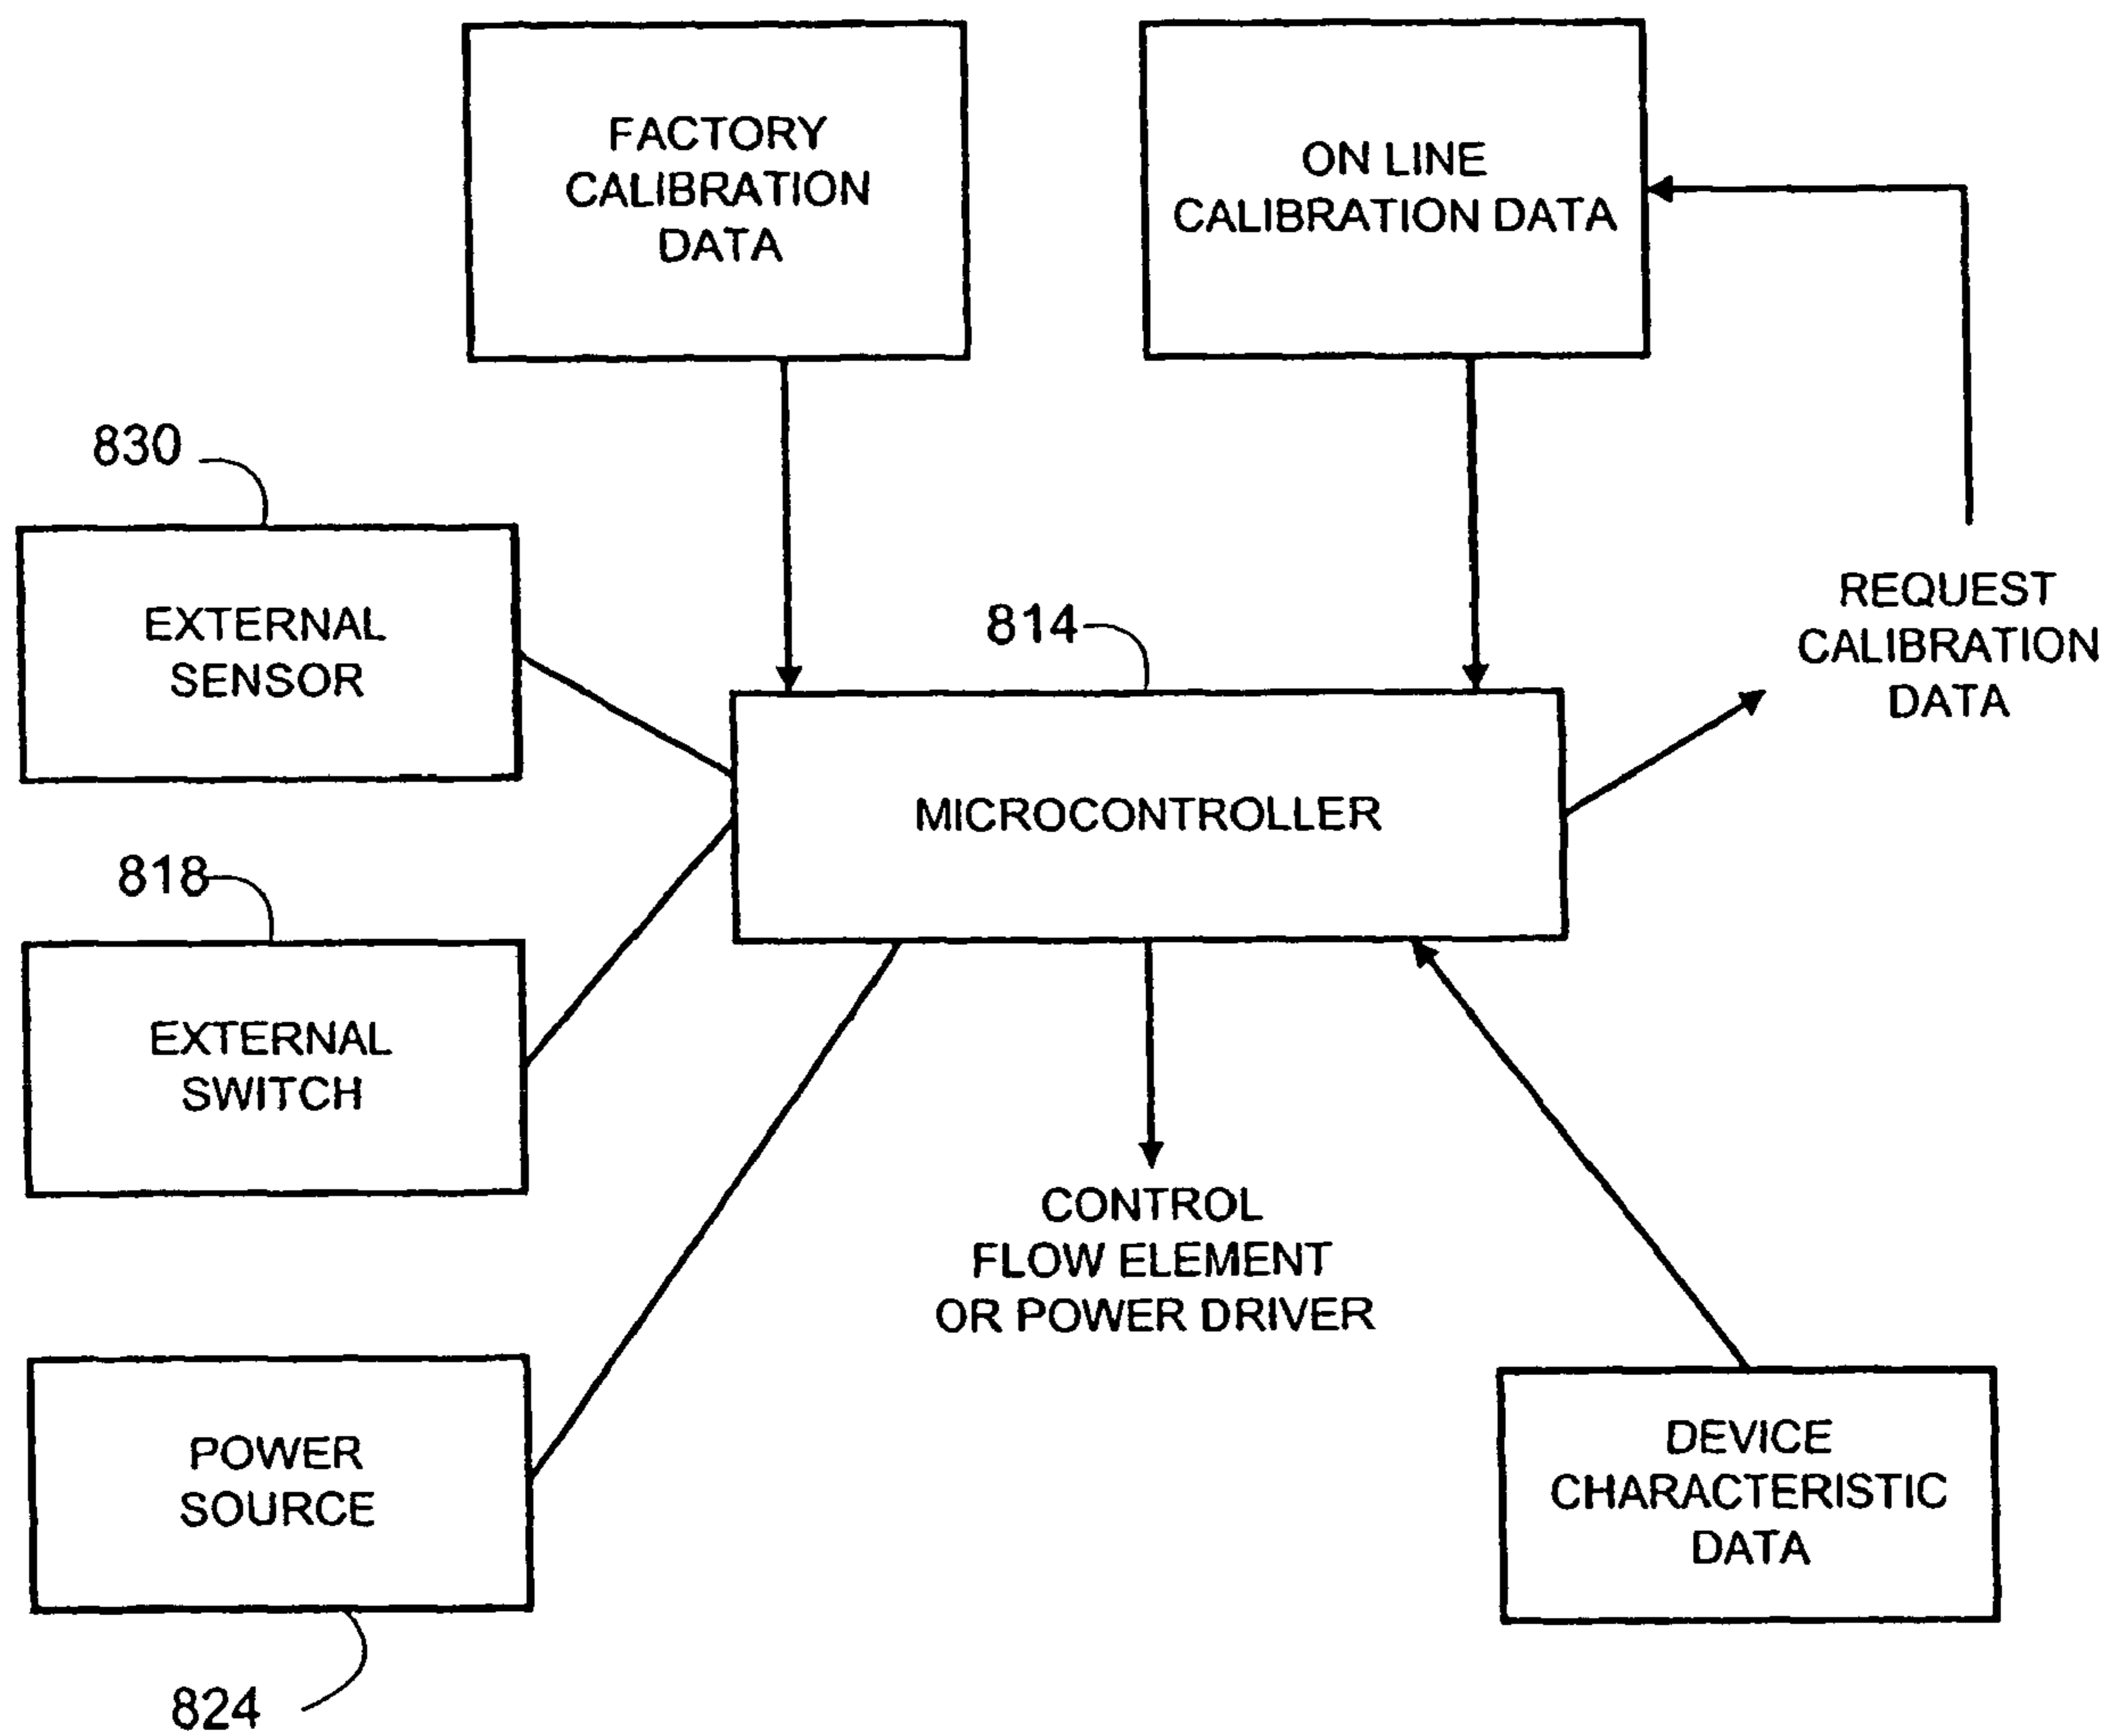 FACTORY
CALIBRATION
DATA
ON LINE
CALIBRATION DATA
830
EXTERNAL
SENSOR
814
REQUEST
CALIBRATION
DATA
MICROCONTROLLER
818
EXTERNAL
SWITCH
CONTROL
FLOW ELEMENT
OR POWER DRIVER
POWER
SOURCE
DEVICE
CHARACTERISTIC
DATA
824